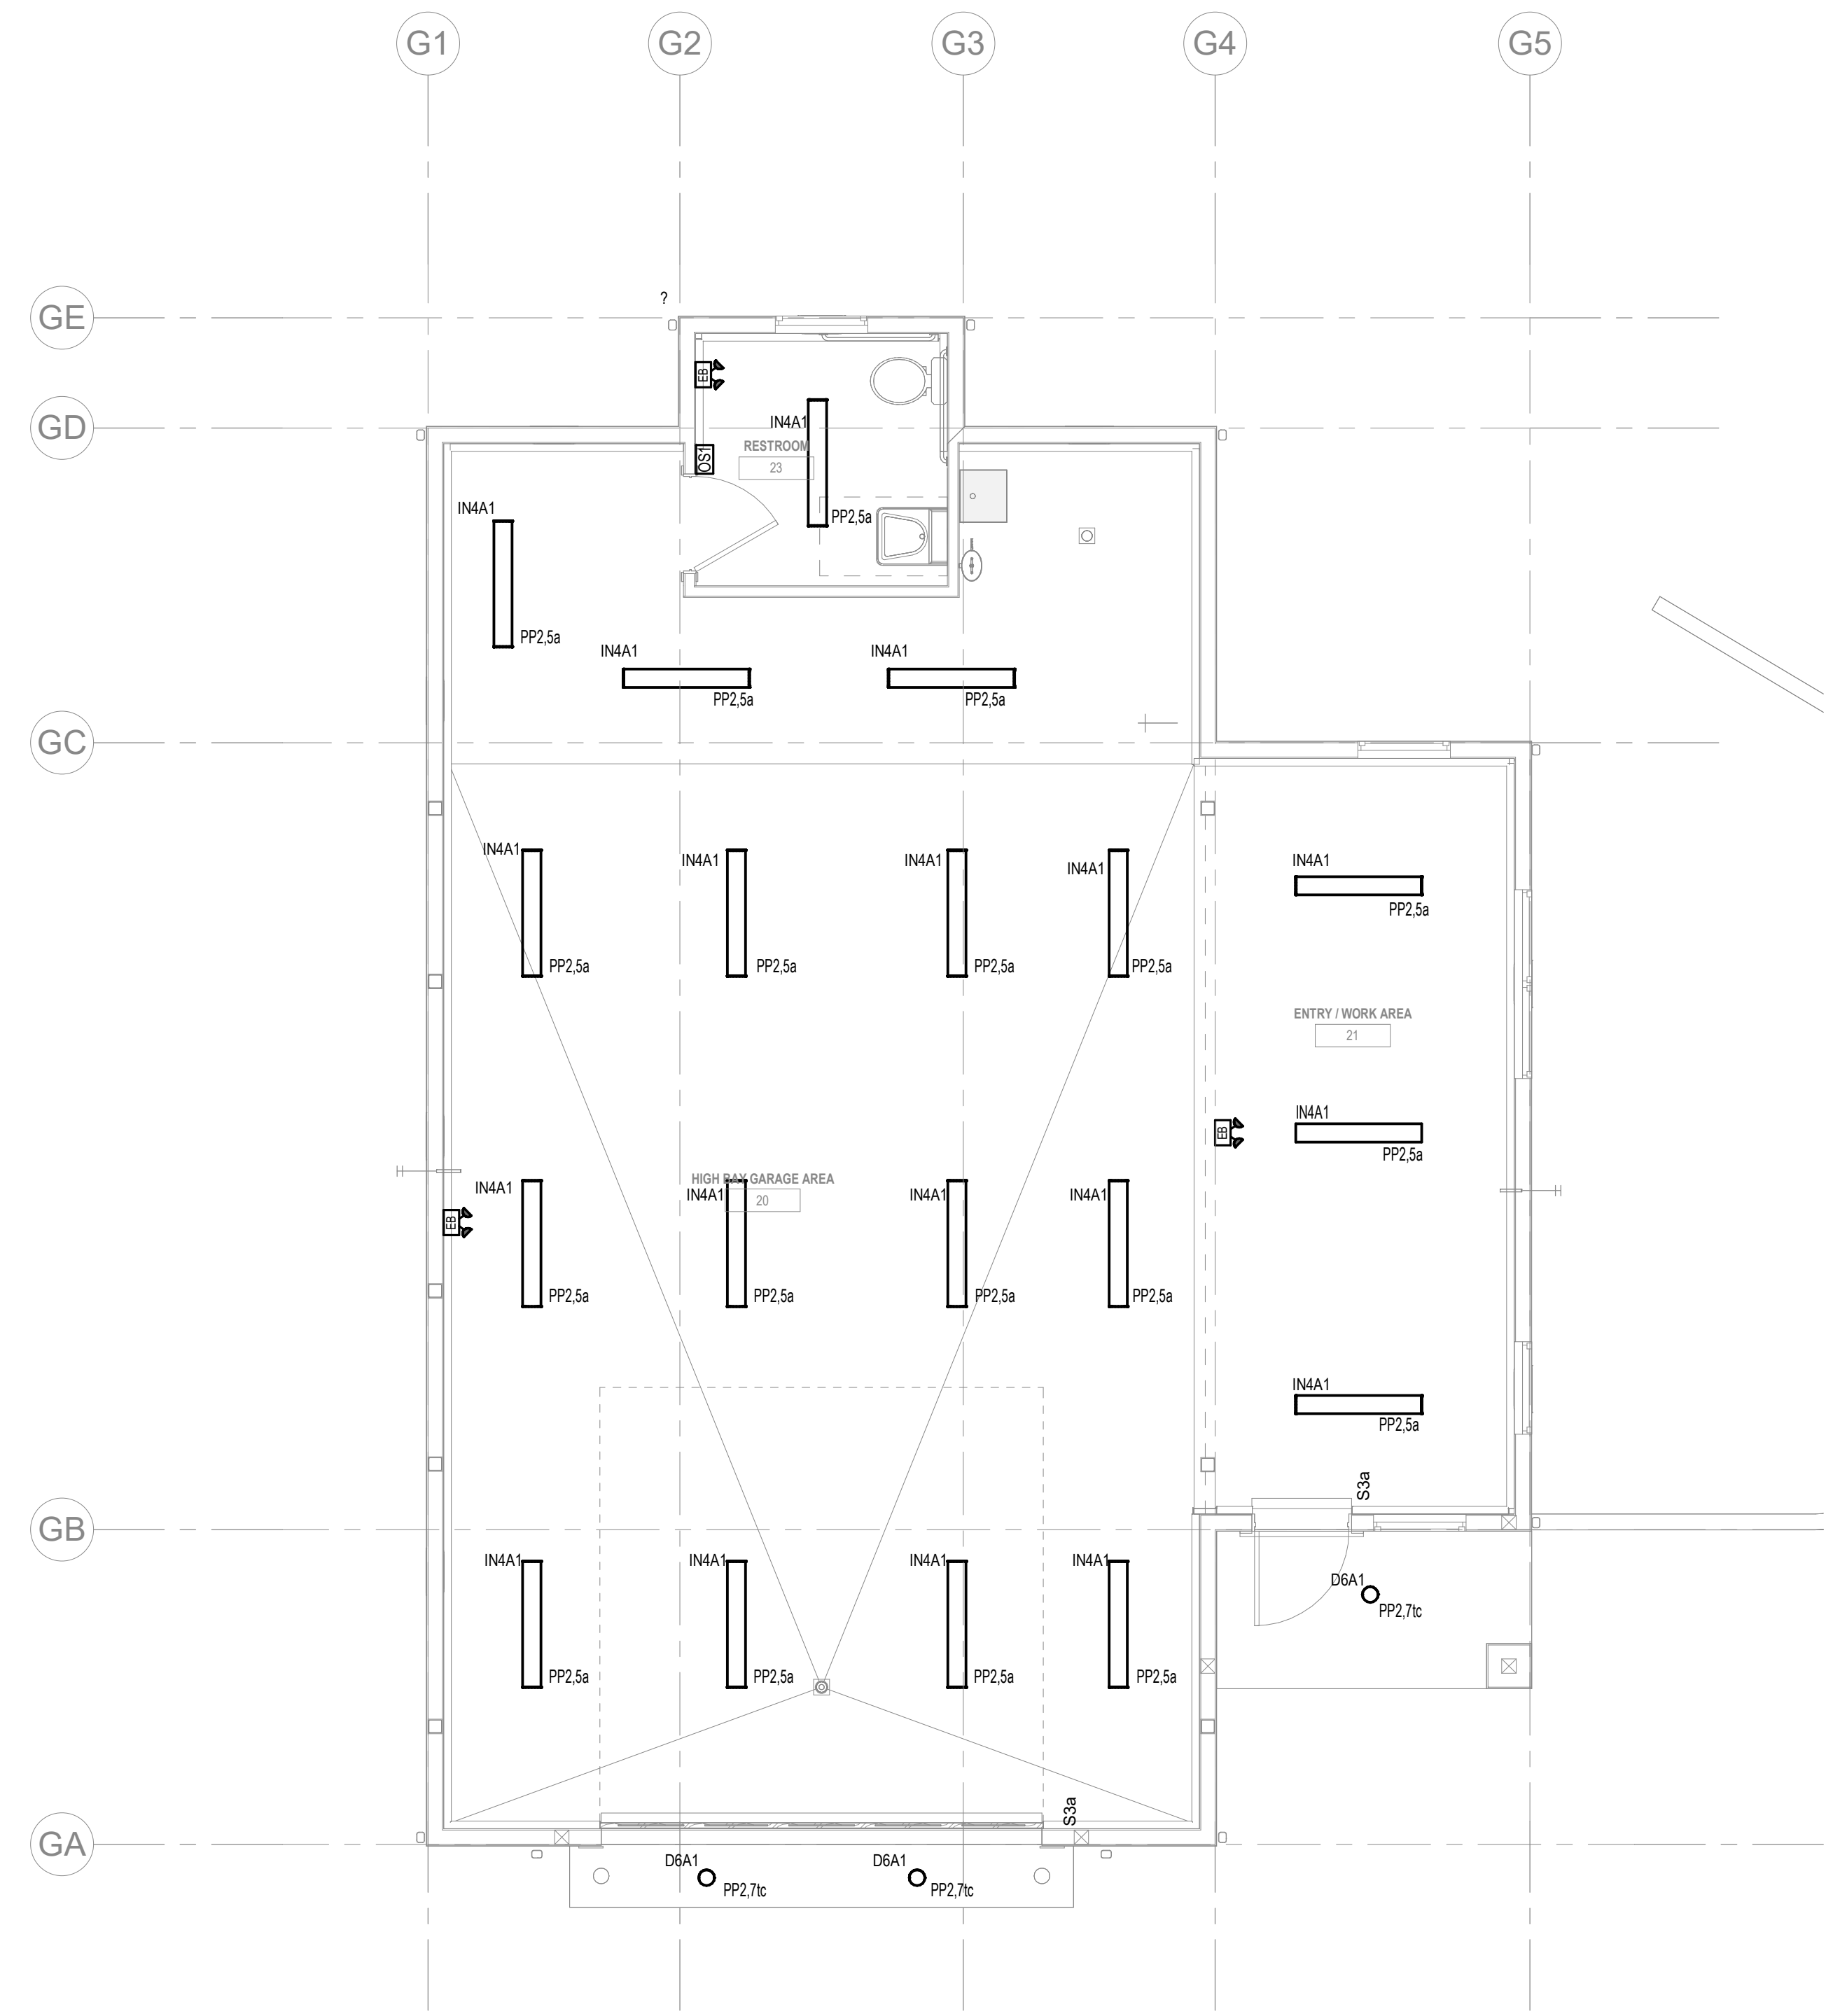 G1 G2 G3 G4 G5
GE
?
EB
GD
IN4A1
RESTROOM
OS1
23
IN4A1
PP2,5a
PP2,5a
IN4A1 IN4A1
PP2,5a PP2,5a
GC
IN4A1 IN4A1 IN4A1 IN4A1 IN4A1
PP2,5a
PP2,5a PP2,5a PP2,5a PP2,5a
ENTRY / WORK AREA
21
IN4A1
EB
PP2,5a
HIGH BAY GARAGE AREA
IN4A1 IN4A1 IN4A1 IN4A1
20
EB
PP2,5a PP2,5a PP2,5a PP2,5a
IN4A1
PP2,5a
S3a
GB
IN4A1 IN4A1 IN4A1 IN4A1
D6A1
PP2,7tc
PP2,5a PP2,5a PP2,5a PP2,5a
S3a
GA
D6A1 D6A1
PP2,7tc PP2,7tc